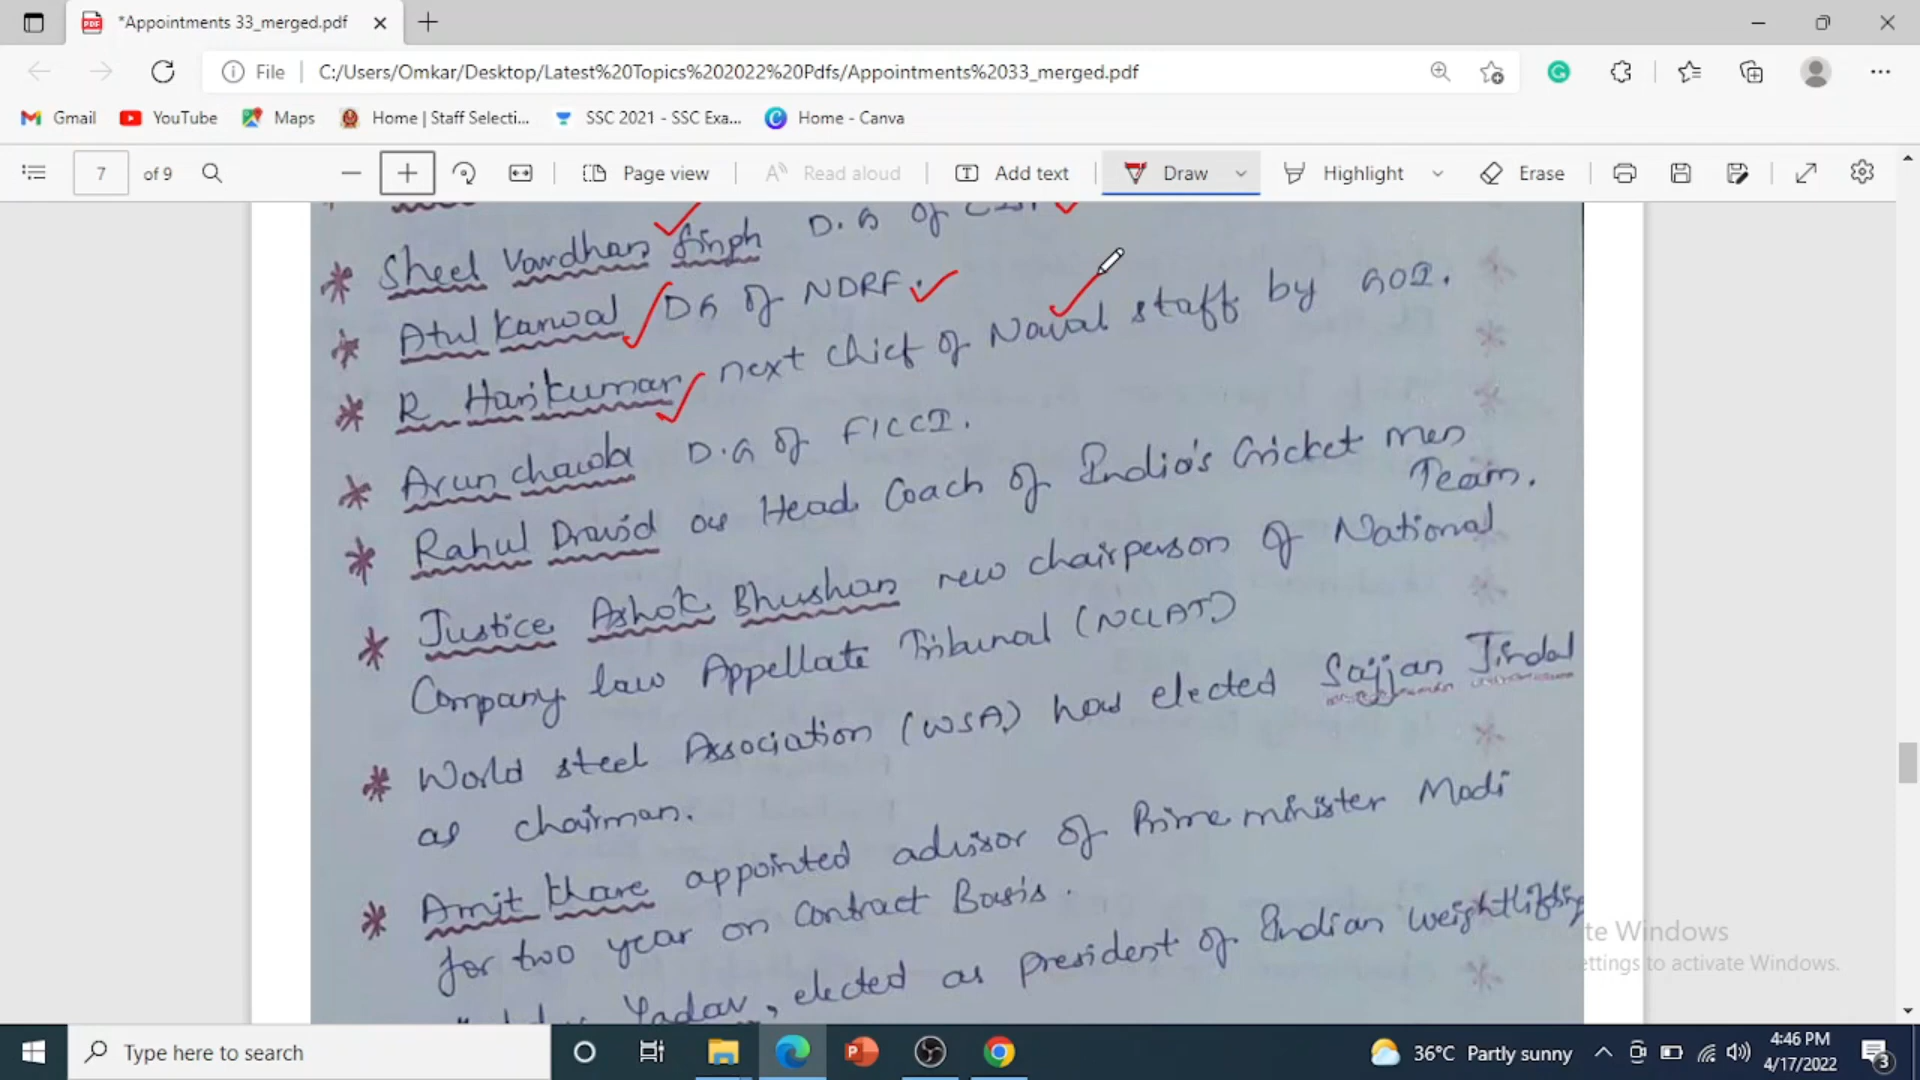 *Appointments 33_merged.pdf
File
C:/Users/Omkar/Desktop/Latest%20Topics%202022%20Pdfs/Appointments%2033_merged.pdf
Gmail YouTube Maps Home | Staff Selecti... SSC 2021 - SSC Exa... Home - Canva
7 of 9 Page view Read aloud Add text Draw Highlight Erase
* Sheel Vardhan Singh D.G of CISF
* Atul Karwal DG of NDRF.
* R Harikumar next chief of Naval staff by GOI.
* Arun chawla D.G of FICCI.
* Rahul Dravid as Head Coach of India's Cricket men Team.
* Justice Ashok Bhushan new chairperson of National
Company law Appellate Tribunal (NCLAT)
* World steel Association (WSA) has elected Sajjan Jindal
as chairman.
* Amit khare appointed advisor of Prime minister Modi
for two year on contract Basis.
Yadav, elected as president of Indian weightlifting
te Windows
ettings to activate Windows.
Type here to search
36°C Partly sunny
4:46 PM
4/17/2022
3